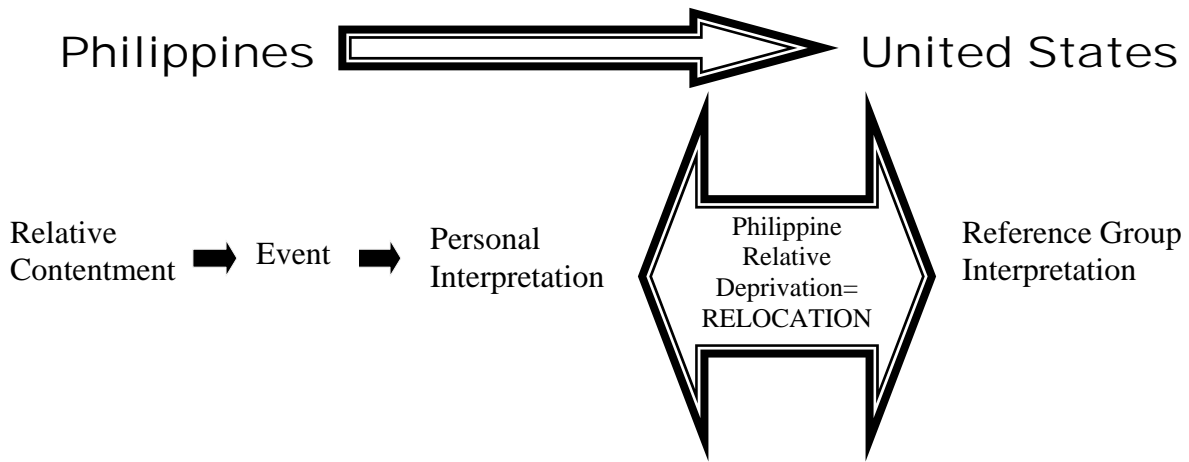 Philippines
United States
Relative
Contentment
Event
Personal
Interpretation
Philippine
Relative
Deprivation=
RELOCATION
Reference Group
Interpretation